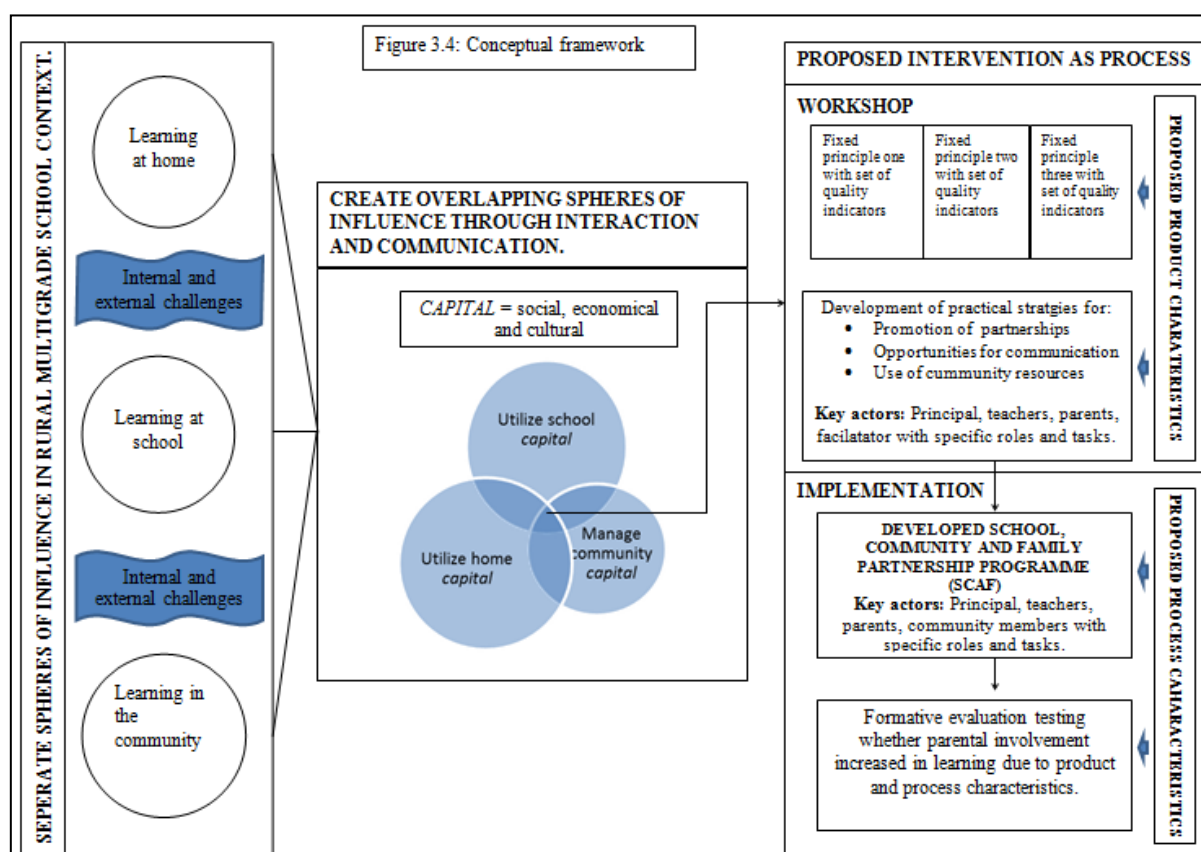 Figure 3.4: Conceptual framework
SEPERATE SPHERES OF INFLUENCE IN RURAL MULTIGRADE SCHOOL CONTEXT.
Learning
at home
Internal and
external challenges
Learning at
school
Internal and
external challenges
Learning in
the
community
CREATE OVERLAPPING SPHERES OF
INFLUENCE THROUGH INTERACTION
AND COMMUNICATION.
CAPITAL = social, economical
and cultural
Utilize school
capital
Utilize home
capital
Manage
community
capital
PROPOSED INTERVENTION AS PROCESS
WORKSHOP
Fixed
principle one
with set of
quality
indicators
Fixed
principle two
with set of
quality
indicators
Fixed
principle
three with
set of quality
indicators
Development of practical stratgies for:
• Promotion of partnerships
• Opportunities for communication
• Use of cummunity resources
Key actors: Principal, teachers, parents,
facilatator with specific roles and tasks.
PROPOSED PRODUCT CHARATERISTICS
IMPLEMENTATION
DEVELOPED SCHOOL,
COMMUNITY AND FAMILY
PARTNERSHIP PROGRAMME
(SCAF)
Key actors: Principal, teachers,
parents, community members with
specific roles and tasks.
Formative evaluation testing
whether parental involvement
increased in learning due to product
and process characteristics.
PROPOSED PROCESS CAHARACTERISTICS